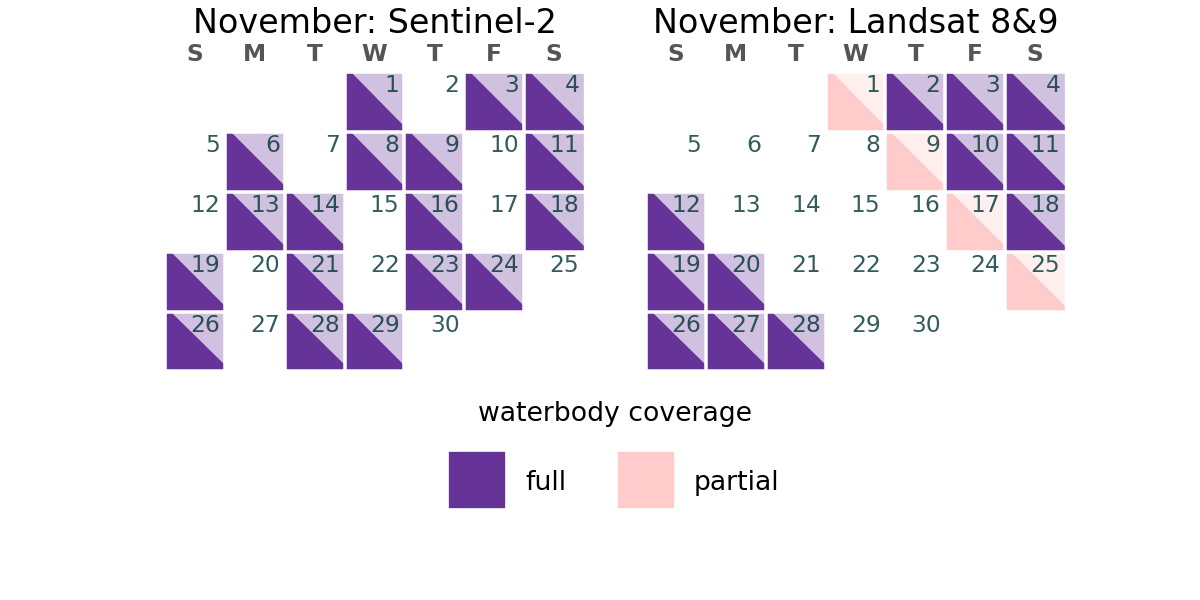 November: Sentinel-2
S M T W T F S
1 2 3 4
5 6 7 8 9 10 11
12 13 14 15 16 17 18
19 20 21 22 23 24 25
26 27 28 29 30
November: Landsat 8&9
S M T W T F S
1 2 3 4
5 6 7 8 9 10 11
12 13 14 15 16 17 18
19 20 21 22 23 24 25
26 27 28 29 30
waterbody coverage
full partial